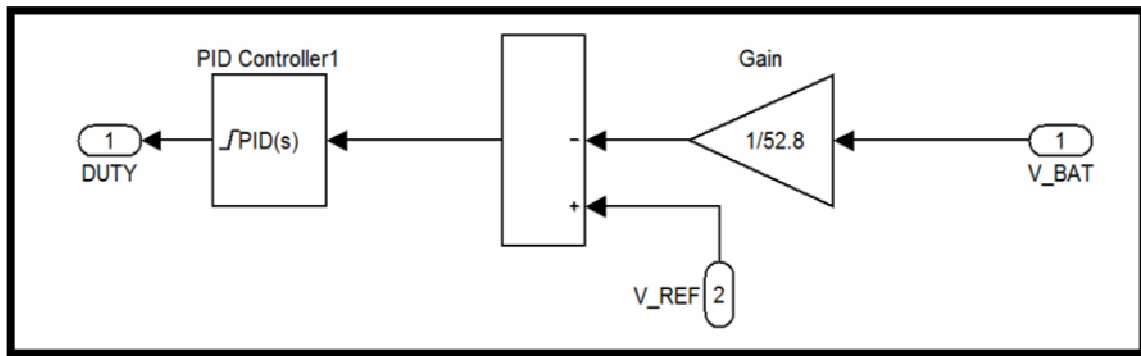 PID Controller1
Gain
1
PID(s)
−
1/52.8
1
DUTY
V_BAT
+
V_REF
2